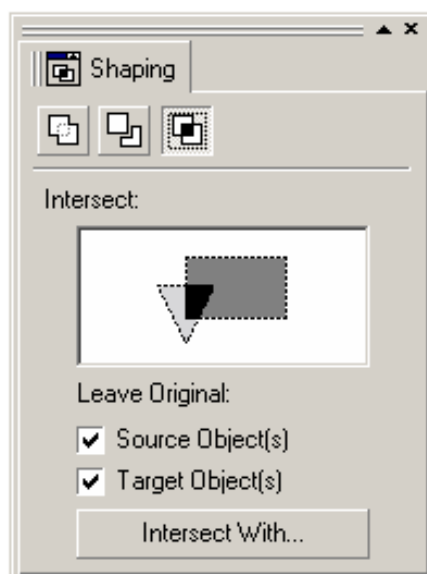 Shaping
Intersect:
Leave Original:
Source Object(s)
Target Object(s)
Intersect With...